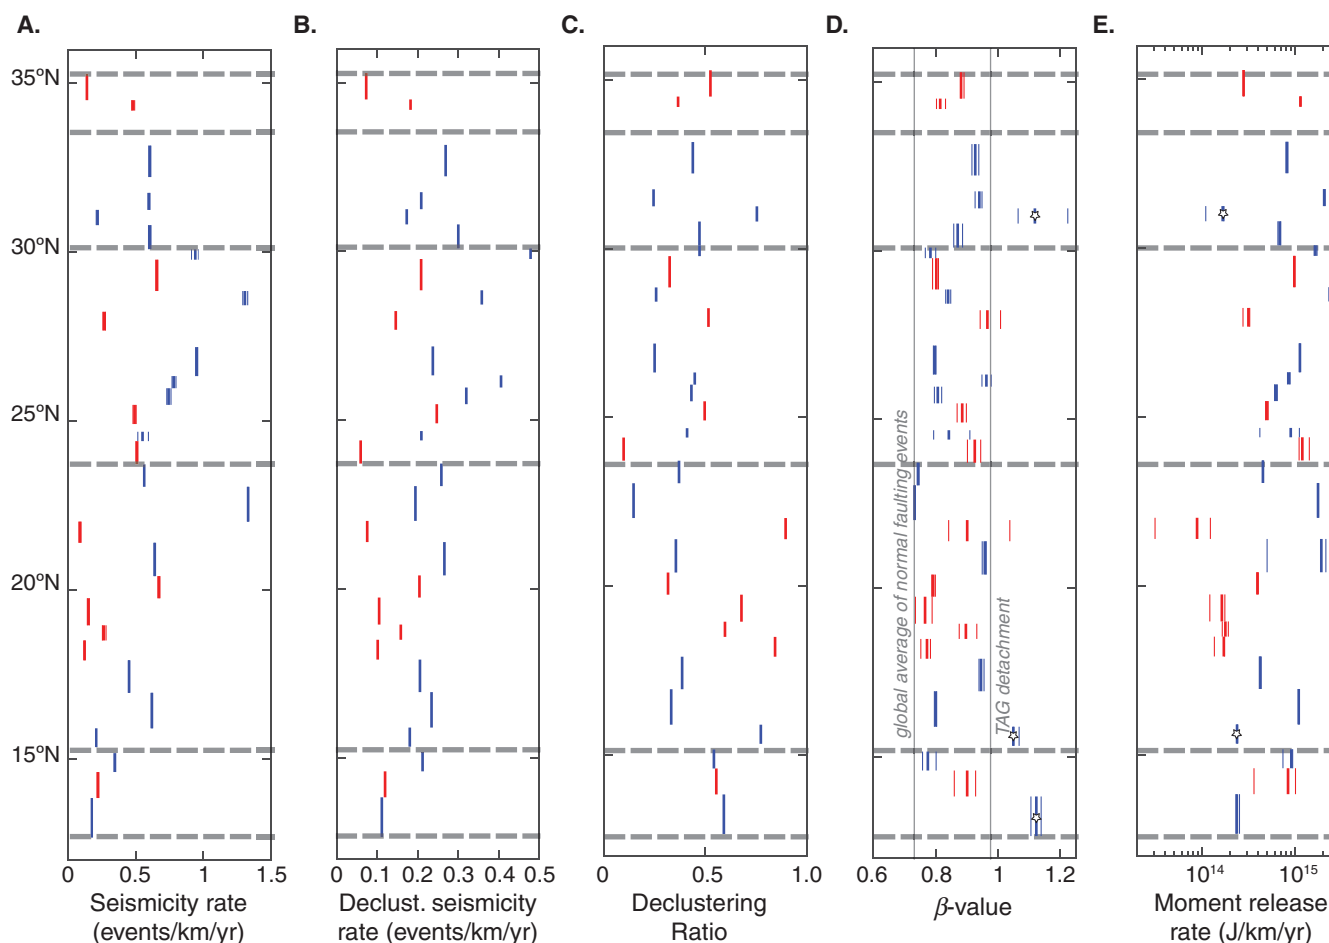 A.
B.
C.
D.
E.
10¹⁴
10¹⁵
35ºN
30ºN
25ºN
20ºN
15ºN
global average of normal faulting events
TAG detachment
0
0.5
1
1.5
0
0.1
0.2
0.3
0.4
0.5
0
0.5
1.0
0.6
0.8
1
1.2
Seismicity rate
(events/km/yr)
Declust. seismicity
rate (events/km/yr)
Declustering
Ratio
β-value
Moment release
rate (J/km/yr)